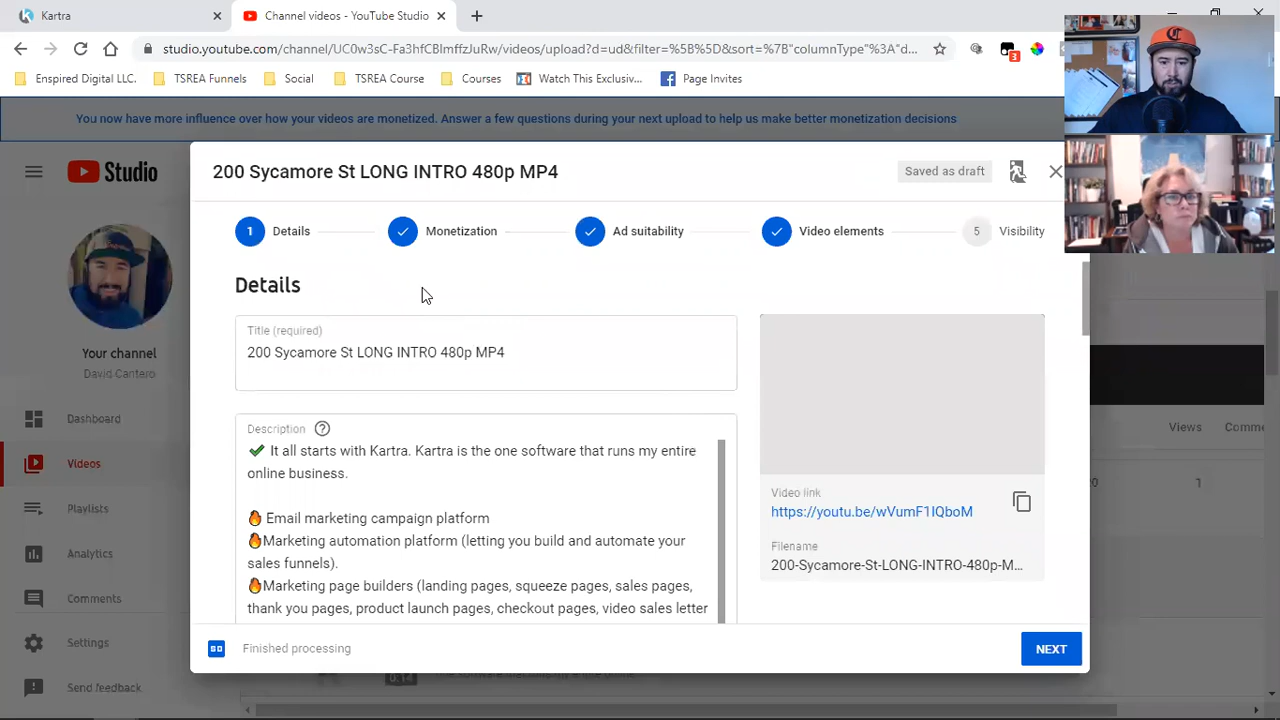 Kartra
Channel videos - YouTube Studio
studio.youtube.com/channel/UC0w3sC-Fa3hfCBlmffzJuRw/videos/upload?d=ud&filter=%5B%5D&sort=%7B"columnType"%3A"d...
3
Enspired Digital LLC.
TSREA Funnels
Social
TSREA Course
Courses
Watch This Exclusiv...
Page Invites
You now have more influence over how your videos are monetized. Answer a few questions during your next upload to help us make better monetization decisions
Studio
200 Sycamore St LONG INTRO 480p MP4
Saved as draft
1 Details
Monetization
Ad suitability
Video elements
5 Visibility
Details
Title (required)
200 Sycamore St LONG INTRO 480p MP4
Description
It all starts with Kartra. Kartra is the one software that runs my entire
online business.
Email marketing campaign platform
Marketing automation platform (letting you build and automate your
sales funnels).
Marketing page builders (landing pages, squeeze pages, sales pages,
thank you pages, product launch pages, checkout pages, video sales letter
Video link
https://youtu.be/wVumF1IQboM
Filename
200-Sycamore-St-LONG-INTRO-480p-M...
SD
Finished processing
NEXT
Your channel
David Cantero
Dashboard
Videos
Playlists
Analytics
Comments
Settings
Send feedback
Views
Comme
1
0:14